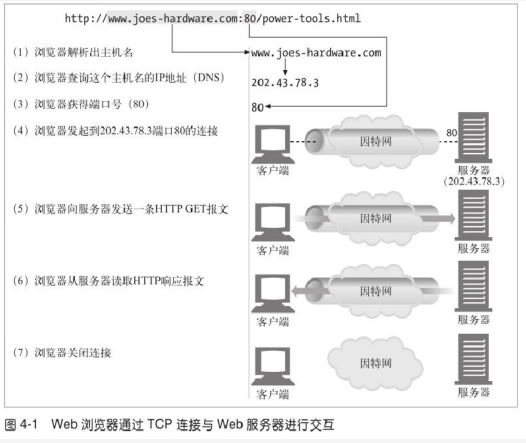 http://www.joes-hardware.com:80/power-tools.html
(1) 浏览器解析出主机名
www.joes-hardware.com
(2) 浏览器查询这个主机名的IP地址（DNS）
202.43.78.3
(3) 浏览器获得端口号（80）
80
(4) 浏览器发起到202.43.78.3端口80的连接
因特网
80
客户端
服务器
(202.43.78.3)
(5) 浏览器向服务器发送一条HTTP GET报文
因特网
客户端
服务器
(6) 浏览器从服务器读取HTTP响应报文
因特网
客户端
服务器
(7) 浏览器关闭连接
因特网
客户端
服务器
图 4-1 Web 浏览器通过 TCP 连接与 Web 服务器进行交互